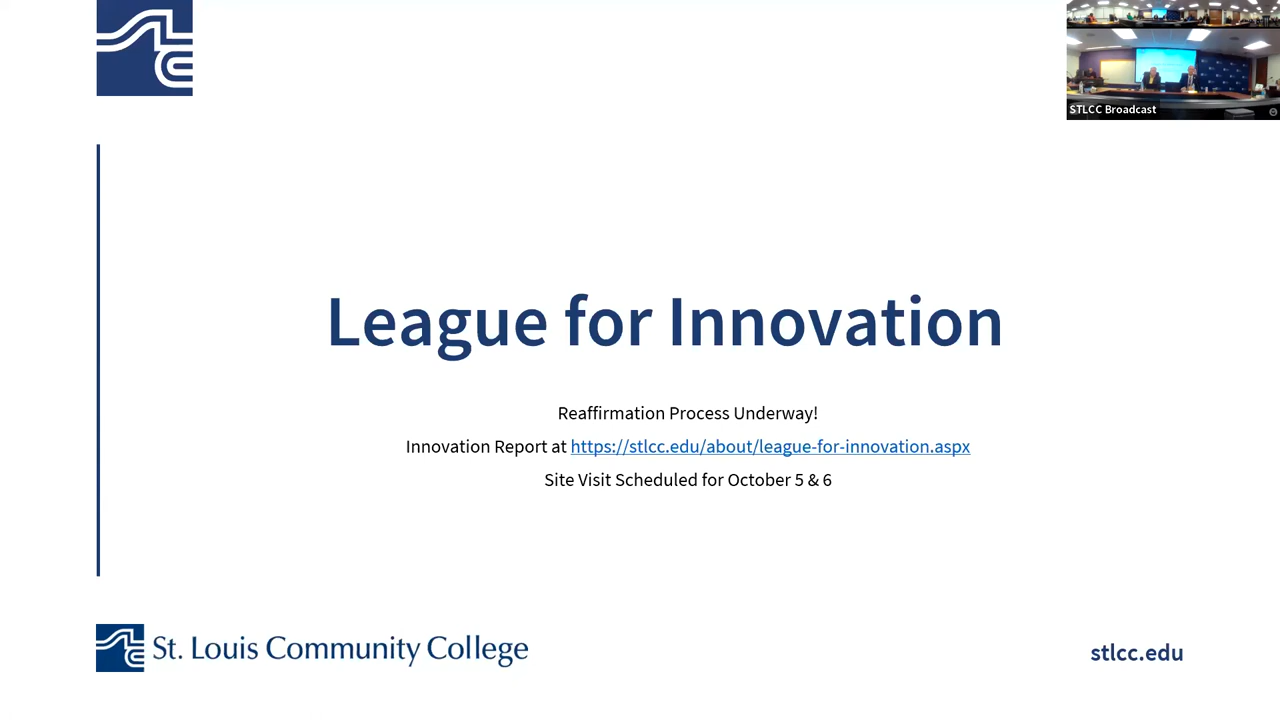 STLCC Broadcast
League for Innovation
Reaffirmation Process Underway!
Innovation Report at https://stlcc.edu/about/league-for-innovation.aspx
Site Visit Scheduled for October 5 & 6
St. Louis Community College
stlcc.edu